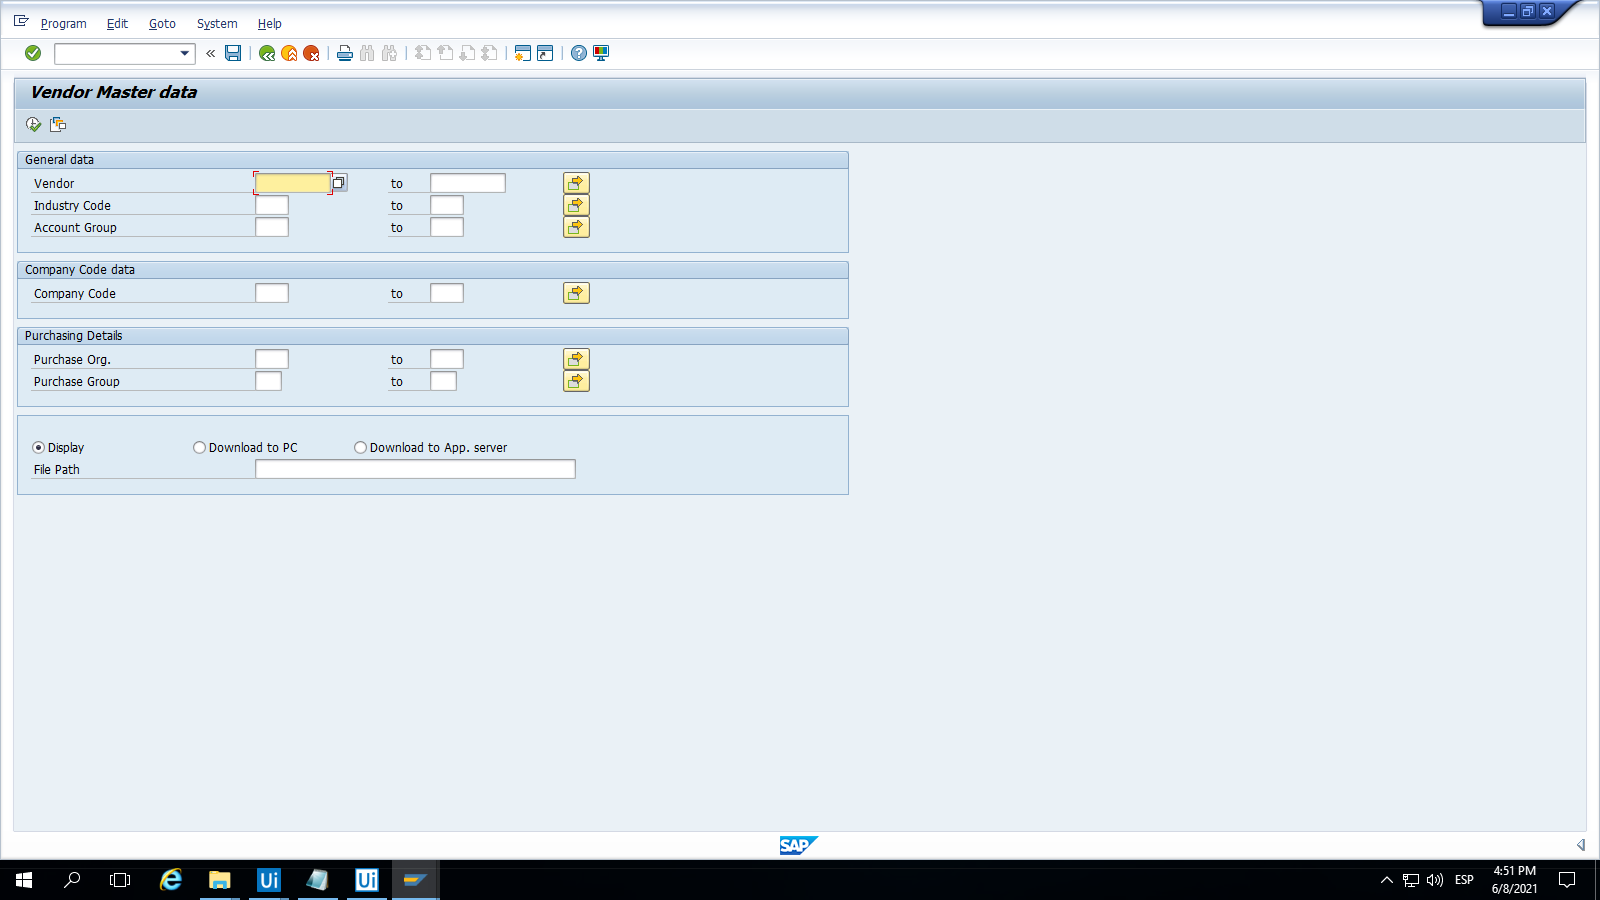 Program Edit Goto System Help
Vendor Master data
General data
Vendor to
Industry Code to
Account Group to
Company Code data
Company Code to
Purchasing Details
Purchase Org. to
Purchase Group to
Display Download to PC Download to App. server
File Path
SAP
Ui Ui ESP 4:51 PM
6/8/2021